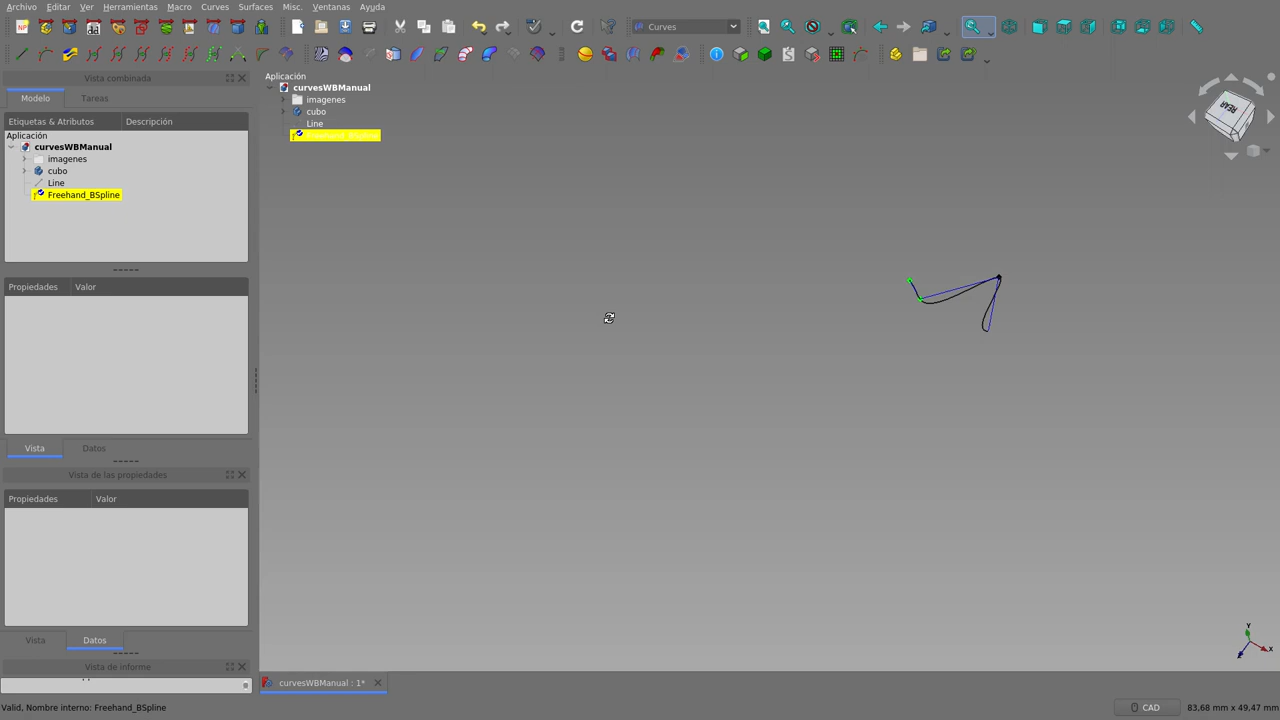 Archivo Editar Ver Herramientas Macro Curves Surfaces Misc. Ventanas Ayuda
Curves
Vista combinada
Modelo Tareas
Etiquetas & Atributos Descripción
Aplicación
curvesWBManual
imagenes
cubo
Line
Freehand_BSpline
Propiedades Valor
Vista Datos
Vista de las propiedades
Propiedades Valor
Vista Datos
Vista de informe
Aplicación
curvesWBManual
imagenes
cubo
Line
Freehand_BSpline
REAR
Y
X
Z
curvesWBManual : 1*
Valid, Nombre interno: Freehand_BSpline
CAD
83,68 mm x 49,47 mm